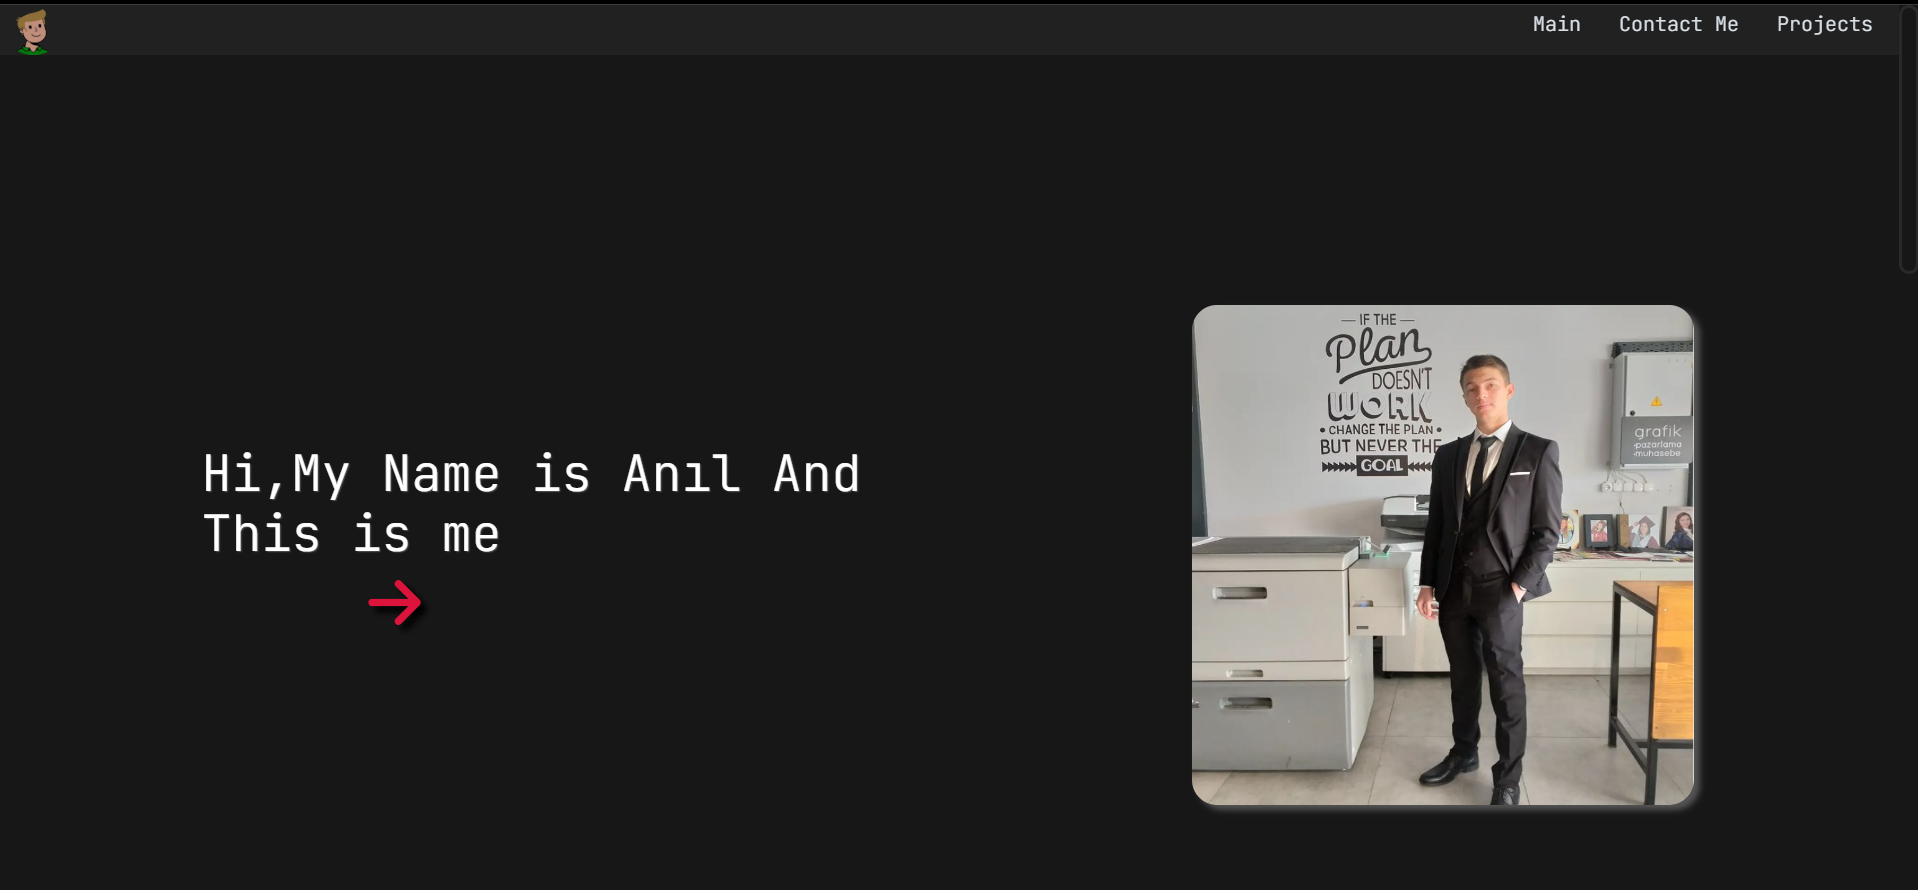 Main Contact Me Projects
Hi,My Name is Anıl And
This is me
IF THE
Plan
DOESN'T
WORK
CHANGE THE PLAN
BUT NEVER THE
GOAL
grafik
•pazarlama
•muhasebe